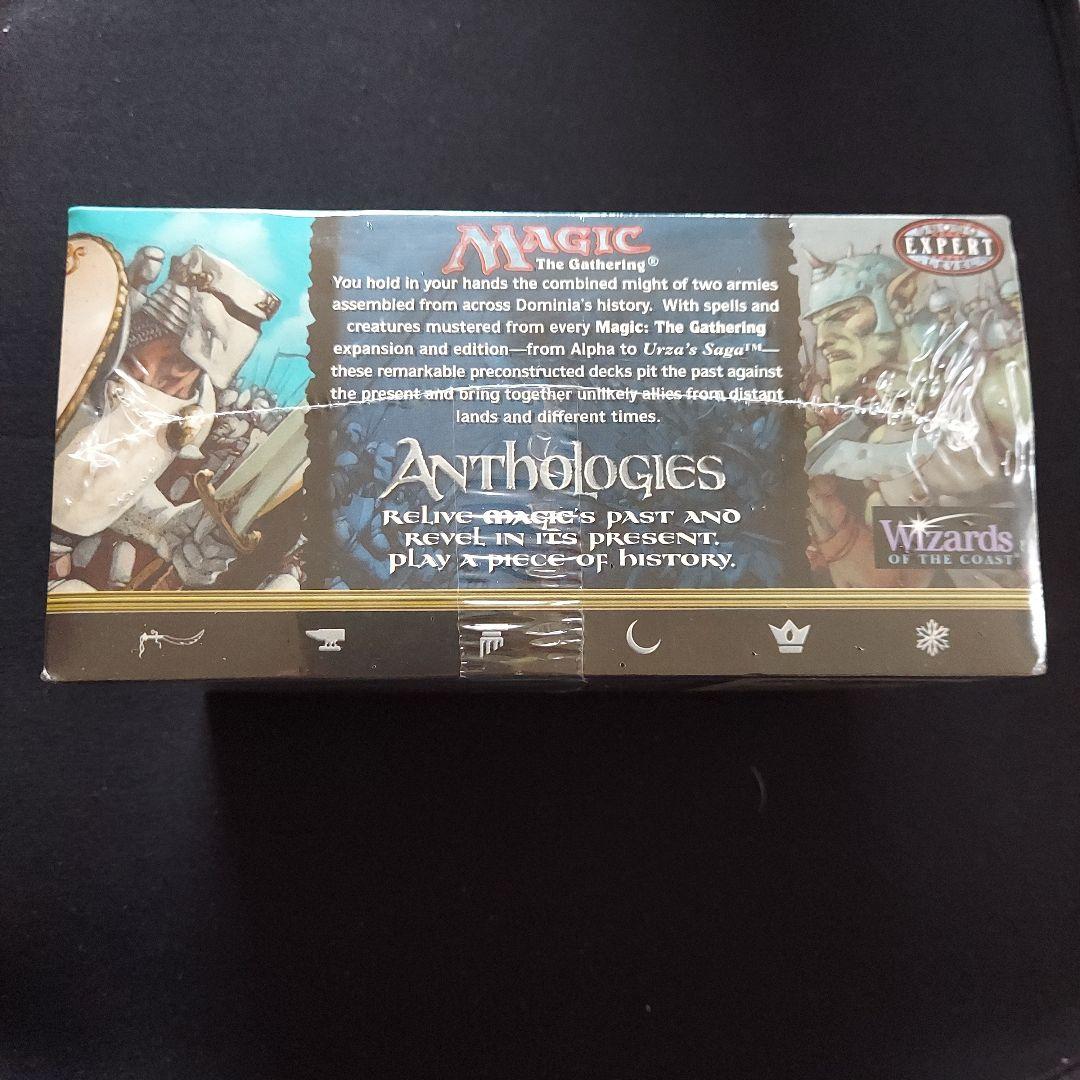 MAGIC
The Gathering®
You hold in your hands the combined might of two armies
assembled from across Dominia's history. With spells and
creatures mustered from every Magic: The Gathering
expansion and edition—from Alpha to Urza's Saga™—
these remarkable preconstructed decks pit the past against
the present and bring together unlikely allies from distant
lands and different times.
ANTHOLOGIES
RELIVE MAGIC'S PAST AND
REVEL IN ITS PRESENT.
PLAY A PIECE OF HISTORY.
EXPERT
LEVEL
Wizards
OF THE COAST™